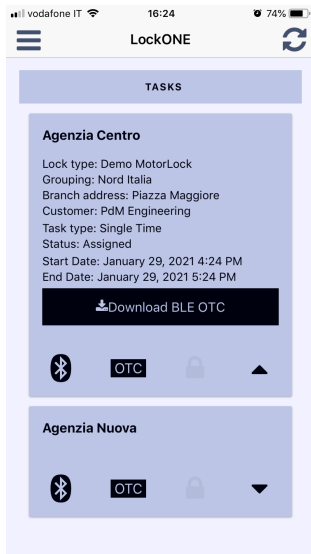 vodafone IT 16:24 74%
LockONE
TASKS
Agenzia Centro
Lock type: Demo MotorLock
Grouping: Nord Italia
Branch address: Piazza Maggiore
Customer: PdM Engineering
Task type: Single Time
Status: Assigned
Start Date: January 29, 2021 4:24 PM
End Date: January 29, 2021 5:24 PM
Download BLE OTC
OTC
Agenzia Nuova
OTC